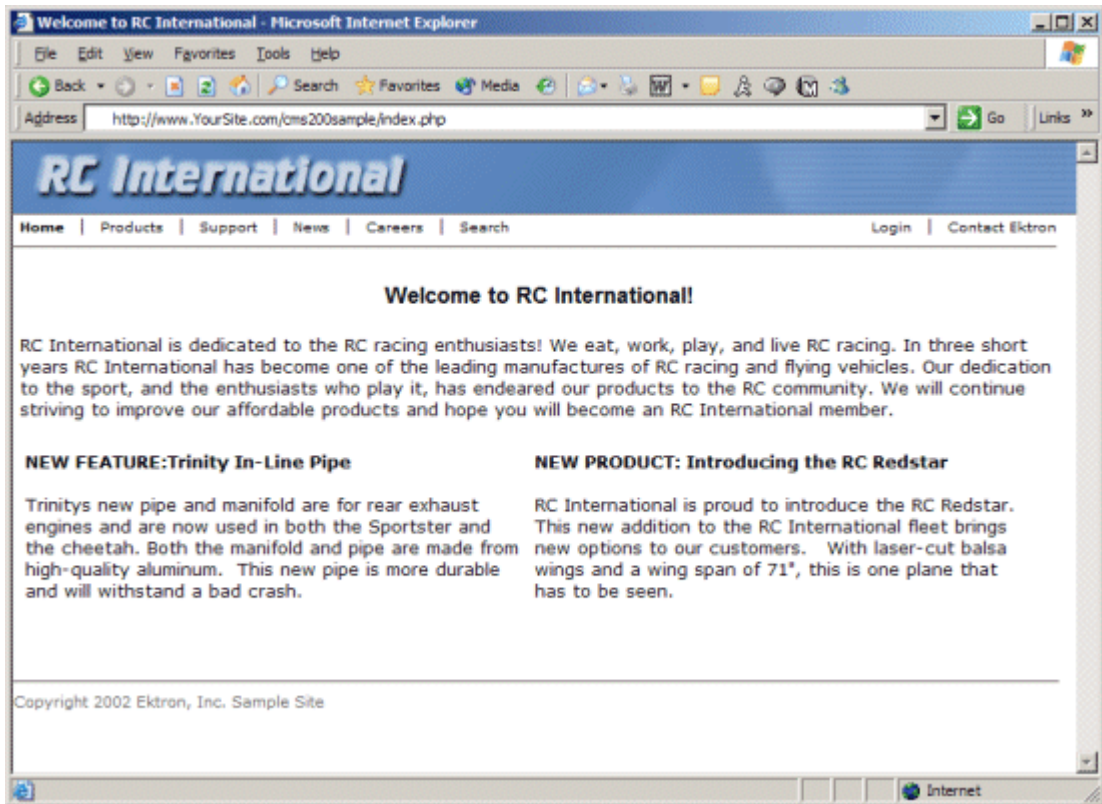 Welcome to RC International - Microsoft Internet Explorer
File Edit View Favorites Tools Help
Back Search Favorites Media
Address http://www.YourSite.com/cms200sample/index.php Go Links »
RC International
Home | Products | Support | News | Careers | Search Login | Contact Ektron
Welcome to RC International!
RC International is dedicated to the RC racing enthusiasts! We eat, work, play, and live RC racing. In three short
years RC International has become one of the leading manufactures of RC racing and flying vehicles. Our dedication
to the sport, and the enthusiasts who play it, has endeared our products to the RC community. We will continue
striving to improve our affordable products and hope you will become an RC International member.
NEW FEATURE:Trinity In-Line Pipe
Trinitys new pipe and manifold are for rear exhaust
engines and are now used in both the Sportster and
the cheetah. Both the manifold and pipe are made from
high-quality aluminum. This new pipe is more durable
and will withstand a bad crash.
NEW PRODUCT: Introducing the RC Redstar
RC International is proud to introduce the RC Redstar.
This new addition to the RC International fleet brings
new options to our customers. With laser-cut balsa
wings and a wing span of 71", this is one plane that
has to be seen.
Copyright 2002 Ektron, Inc. Sample Site
Internet